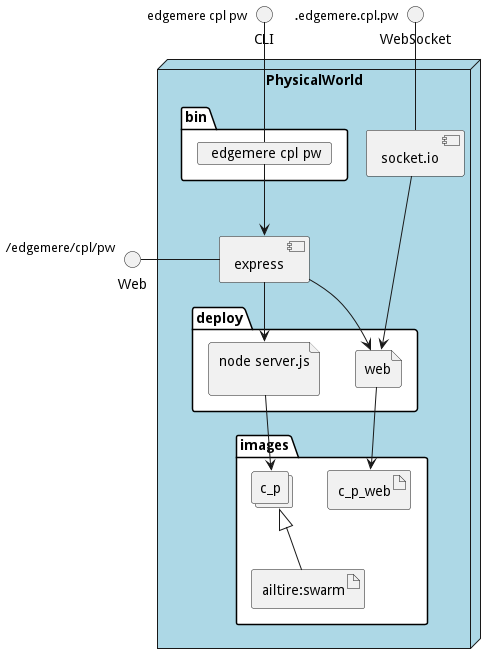 edgemere cpl pw
.edgemere.cpl.pw
CLI
WebSocket
PhysicalWorld
bin
edgemere cpl pw
socket.io
/edgemere/cpl/pw
Web
express
deploy
node server.js
web
images
c_p
c_p_web
ailtire:swarm